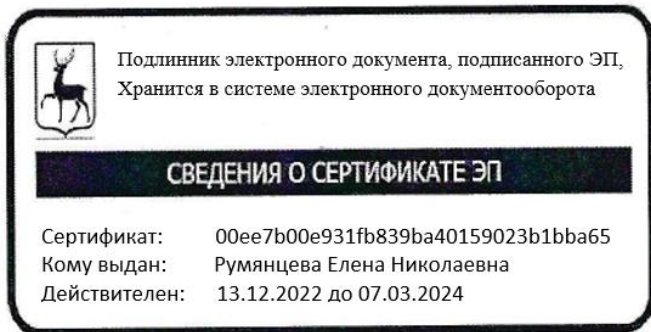 Подлинник электронного документа, подписанного ЭП,
Хранится в системе электронного документооборота
СВЕДЕНИЯ О СЕРТИФИКАТЕ ЭП
Сертификат: 00ee7b00e931fb839ba40159023b1bba65
Кому выдан: Румянцева Елена Николаевна
Действителен: 13.12.2022 до 07.03.2024